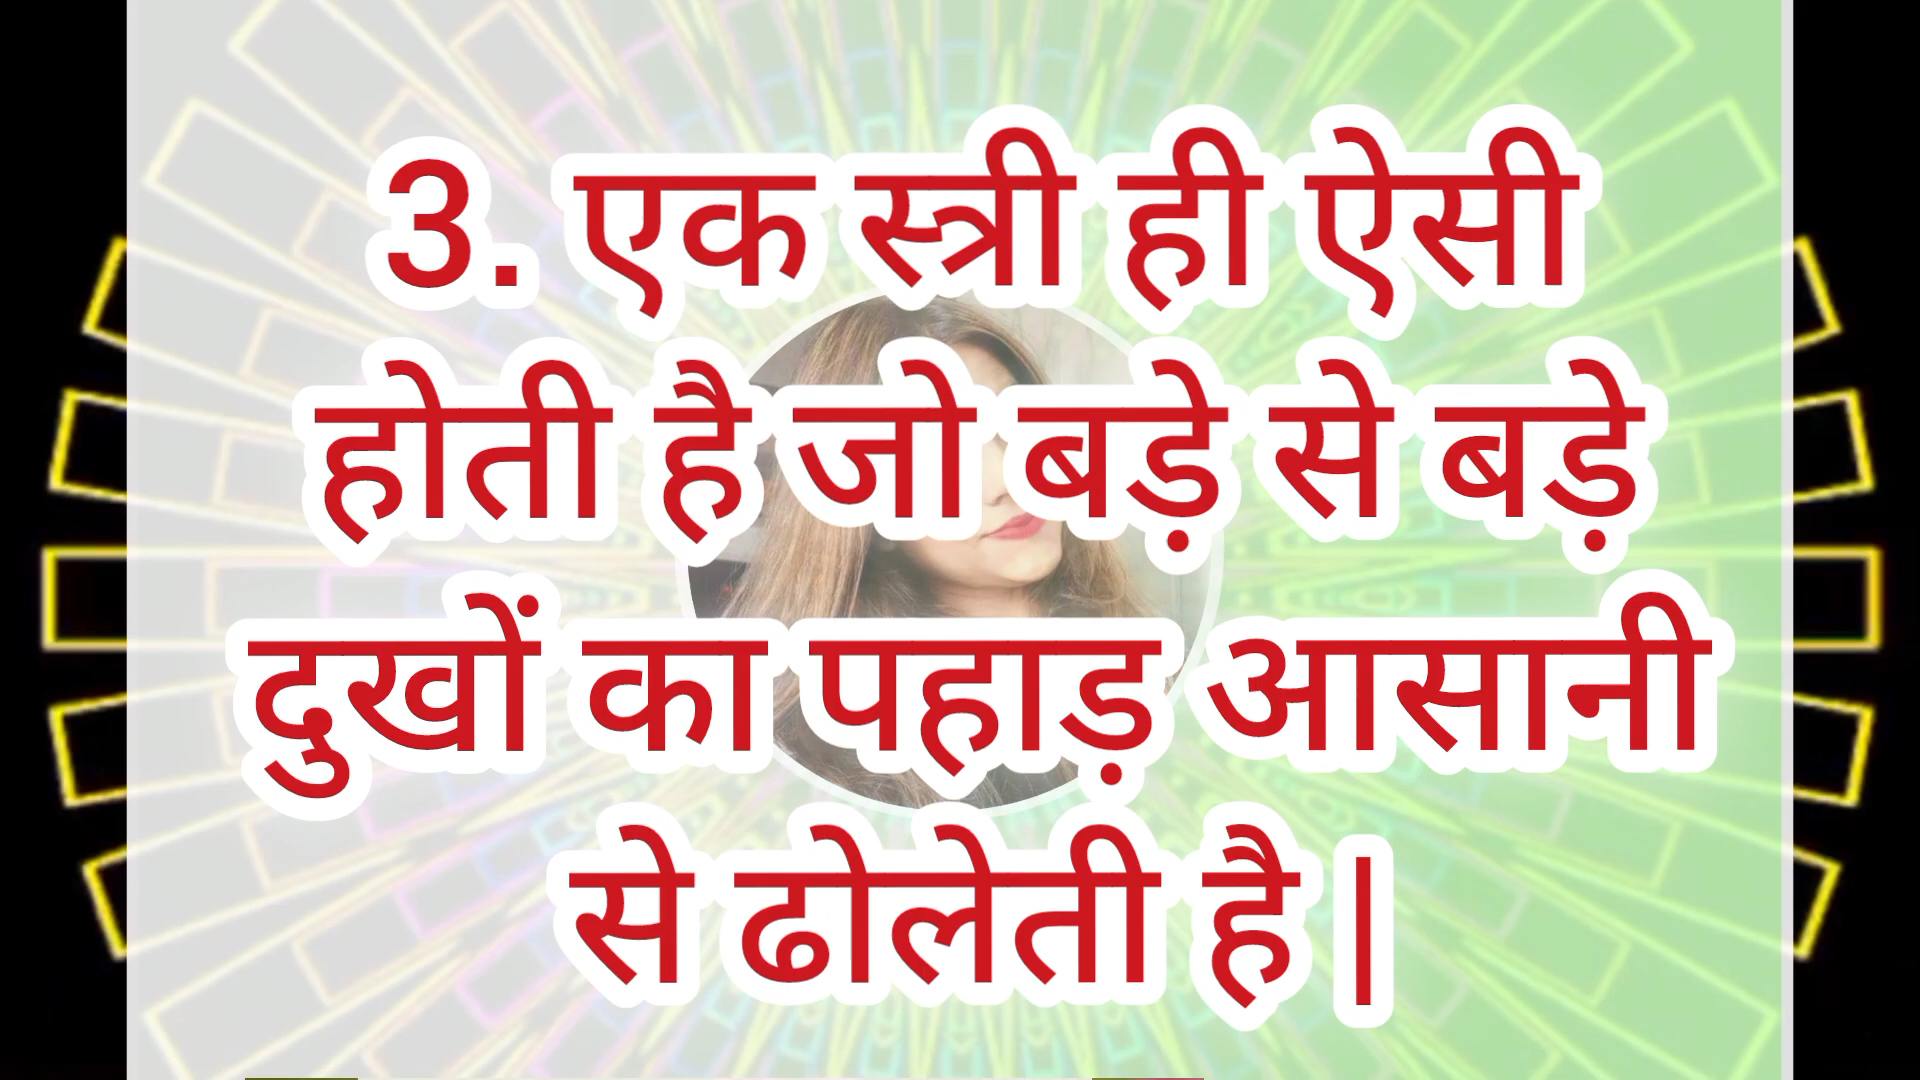 3. एक स्त्री ही ऐसी
होती है जो बड़े से बड़े
दुखों का पहाड़ आसानी
से ढोलेती है |